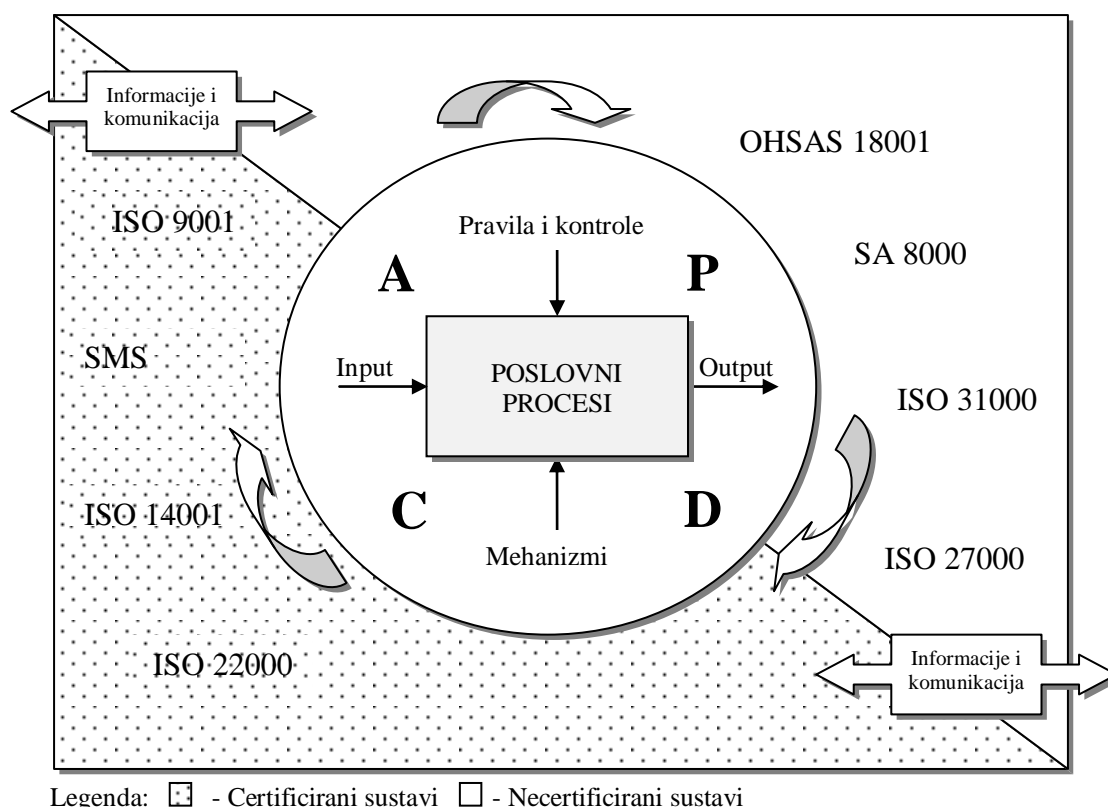 Informacije i
komunikacija
OHSAS 18001
ISO 9001
Pravila i kontrole
SA 8000
A
P
SMS
Input
POSLOVNI
PROCESI
Output
ISO 31000
ISO 14001
C
D
Mehanizmi
ISO 27000
ISO 22000
Informacije i
komunikacija
Legenda: - Certificirani sustavi - Necertificirani sustavi